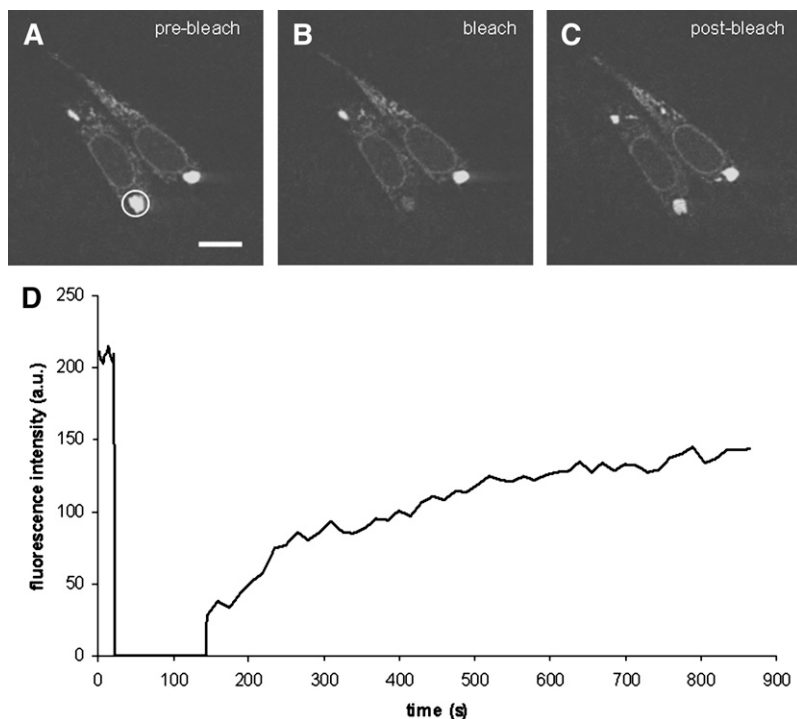 A pre-bleach
B bleach
C post-bleach
D
fluorescence intensity (a.u.)
250
200
150
100
50
0
0 100 200 300 400 500 600 700 800 900
time (s)